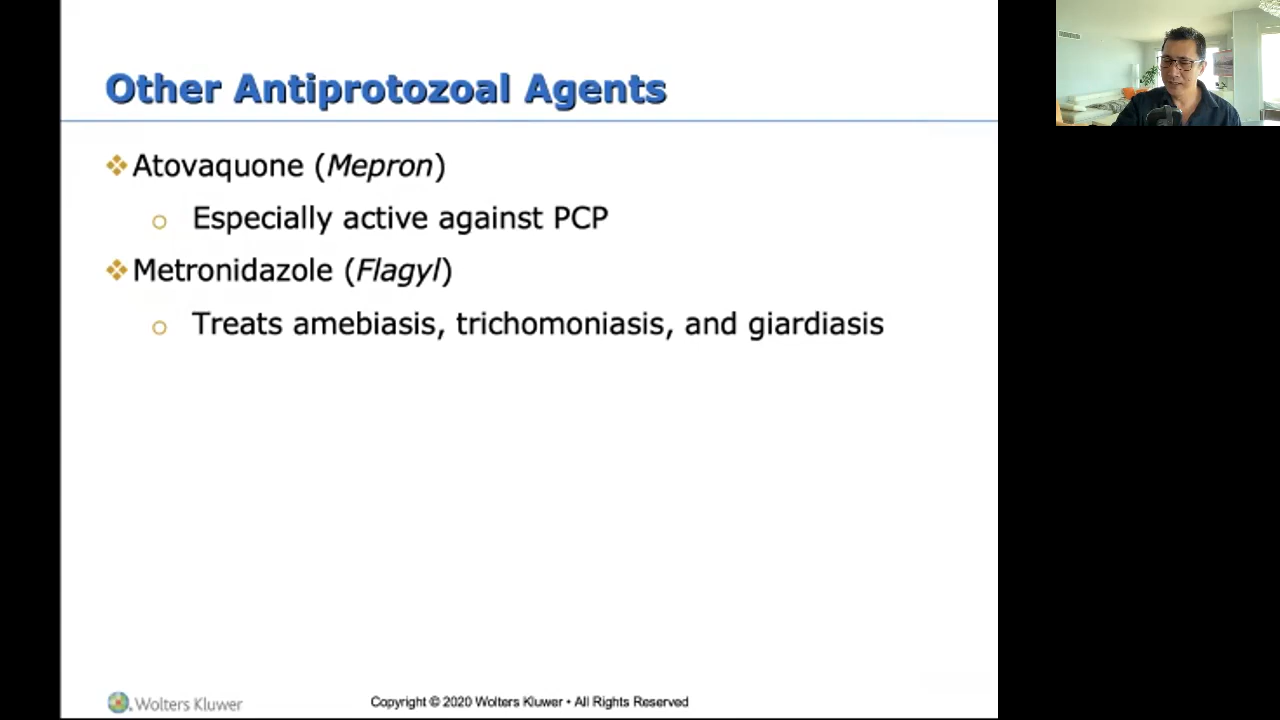 Other Antiprotozoal Agents
Atovaquone (Mepron)
Especially active against PCP
Metronidazole (Flagyl)
Treats amebiasis, trichomoniasis, and giardiasis
Wolters Kluwer
Copyright © 2020 Wolters Kluwer • All Rights Reserved